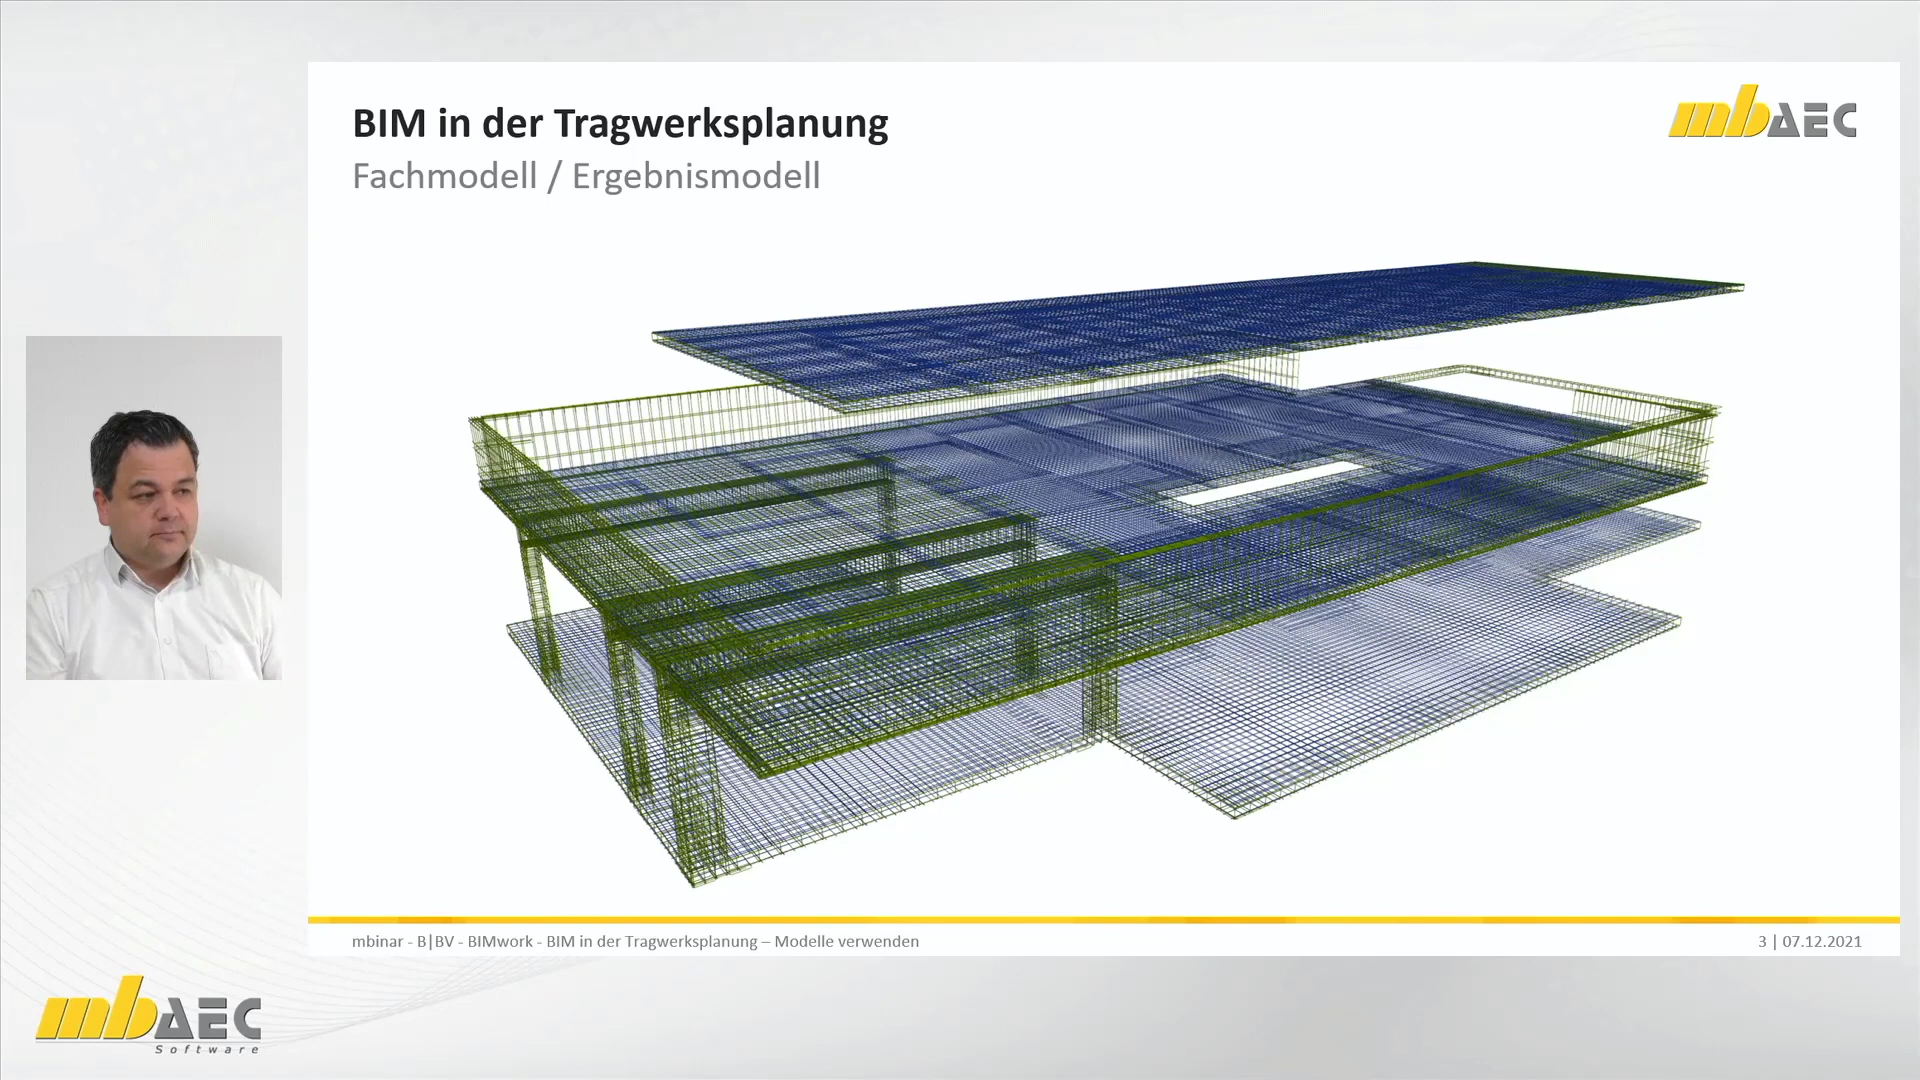 BIM in der Tragwerksplanung
Fachmodell / Ergebnismodell
mbAEC
mbinar - B|BV - BIMwork - BIM in der Tragwerksplanung – Modelle verwenden
3 | 07.12.2021
mbAEC
Software